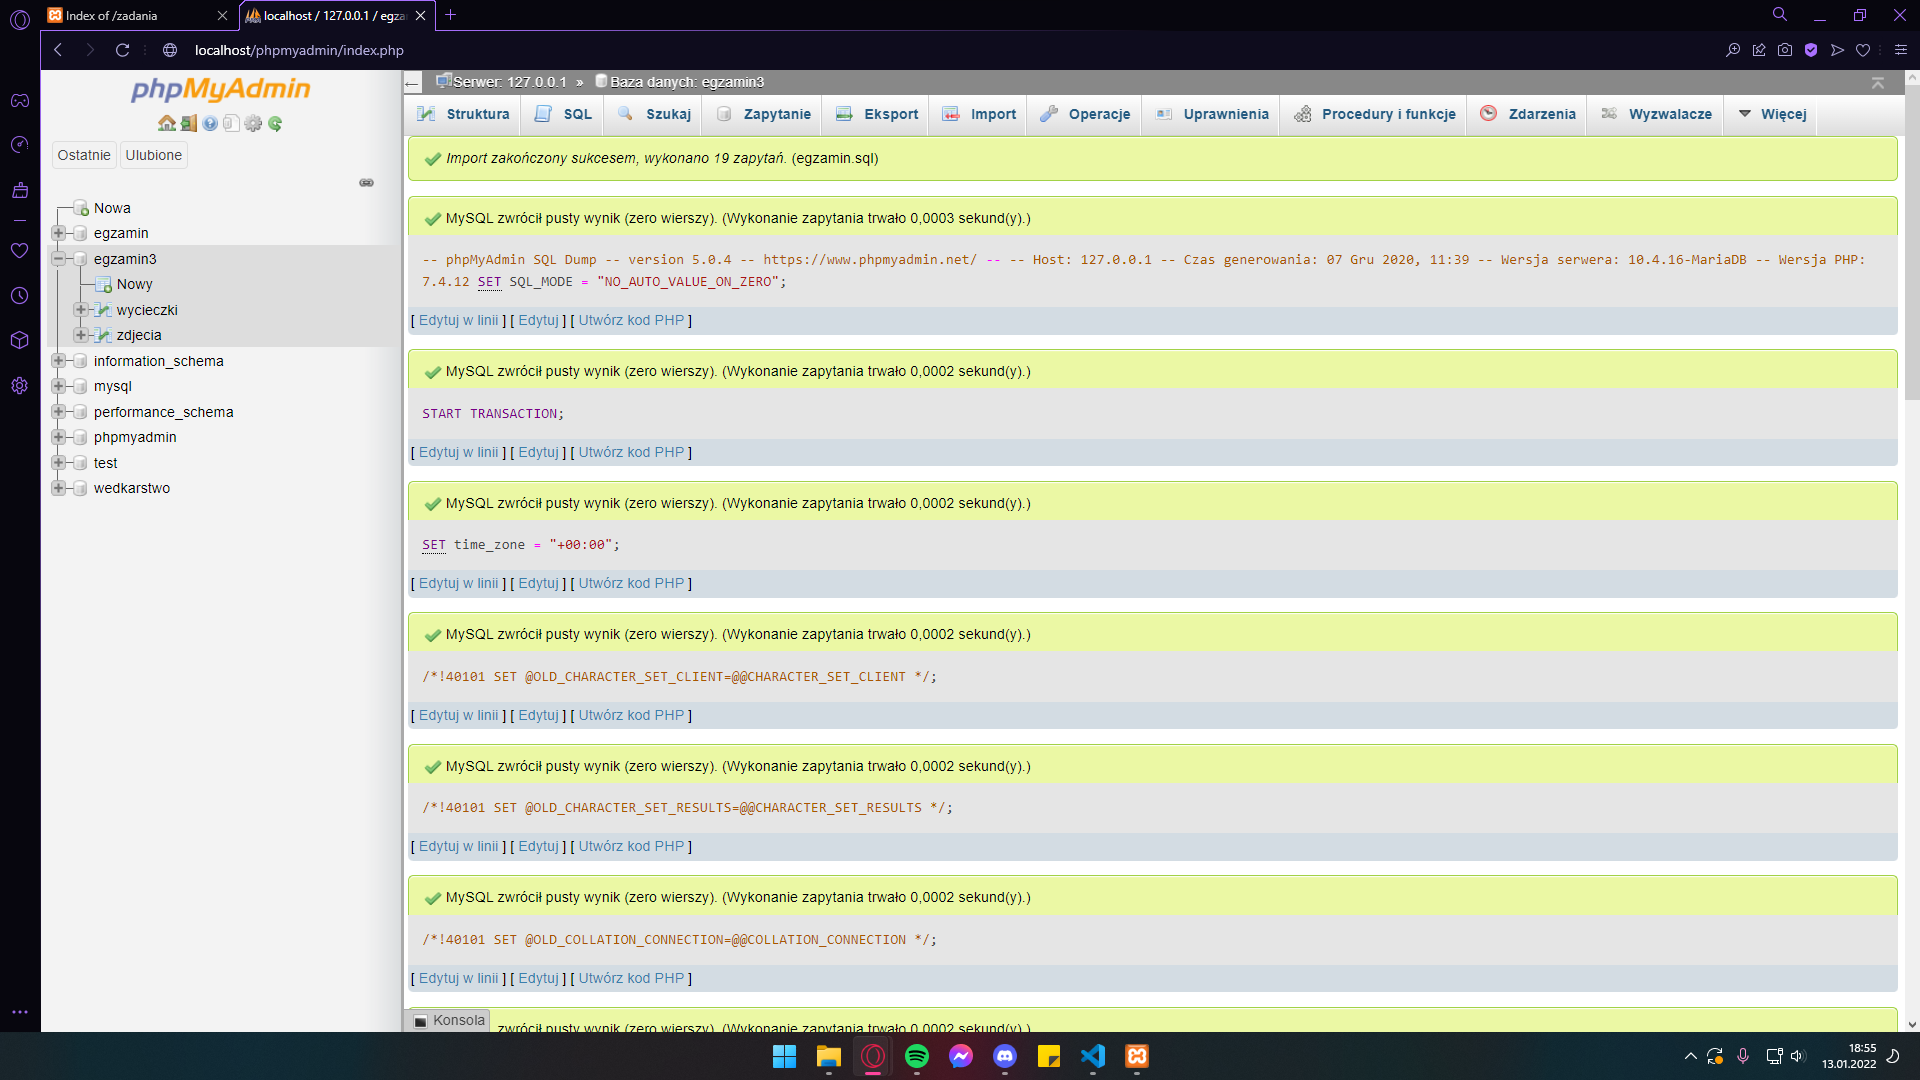 Index of /zadania
localhost / 127.0.0.1 / egza
localhost/phpmyadmin/index.php
phpMyAdmin
Ostatnie
Ulubione
Nowa
egzamin
egzamin3
Nowy
wycieczki
zdjecia
information_schema
mysql
performance_schema
phpmyadmin
test
wedkarstwo
Serwer: 127.0.0.1 » Baza danych: egzamin3
Struktura SQL Szukaj Zapytanie Eksport Import Operacje Uprawnienia Procedury i funkcje Zdarzenia Wyzwalacze Więcej
Import zakończony sukcesem, wykonano 19 zapytań. (egzamin.sql)
MySQL zwrócił pusty wynik (zero wierszy). (Wykonanie zapytania trwało 0,0003 sekund(y).)
-- phpMyAdmin SQL Dump -- version 5.0.4 -- https://www.phpmyadmin.net/ -- -- Host: 127.0.0.1 -- Czas generowania: 07 Gru 2020, 11:39 -- Wersja serwera: 10.4.16-MariaDB -- Wersja PHP:
7.4.12 SET SQL_MODE = "NO_AUTO_VALUE_ON_ZERO";
[ Edytuj w linii ] [ Edytuj ] [ Utwórz kod PHP ]
MySQL zwrócił pusty wynik (zero wierszy). (Wykonanie zapytania trwało 0,0002 sekund(y).)
START TRANSACTION;
[ Edytuj w linii ] [ Edytuj ] [ Utwórz kod PHP ]
MySQL zwrócił pusty wynik (zero wierszy). (Wykonanie zapytania trwało 0,0002 sekund(y).)
SET time_zone = "+00:00";
[ Edytuj w linii ] [ Edytuj ] [ Utwórz kod PHP ]
MySQL zwrócił pusty wynik (zero wierszy). (Wykonanie zapytania trwało 0,0002 sekund(y).)
/*!40101 SET @OLD_CHARACTER_SET_CLIENT=@@CHARACTER_SET_CLIENT */;
[ Edytuj w linii ] [ Edytuj ] [ Utwórz kod PHP ]
MySQL zwrócił pusty wynik (zero wierszy). (Wykonanie zapytania trwało 0,0002 sekund(y).)
/*!40101 SET @OLD_CHARACTER_SET_RESULTS=@@CHARACTER_SET_RESULTS */;
[ Edytuj w linii ] [ Edytuj ] [ Utwórz kod PHP ]
MySQL zwrócił pusty wynik (zero wierszy). (Wykonanie zapytania trwało 0,0002 sekund(y).)
/*!40101 SET @OLD_COLLATION_CONNECTION=@@COLLATION_CONNECTION */;
[ Edytuj w linii ] [ Edytuj ] [ Utwórz kod PHP ]
Konsola
zwrócił pusty wynik (zero wierszy). (Wykonanie zapytania trwało 0,0002 sekund(y).)
18:55
13.01.2022